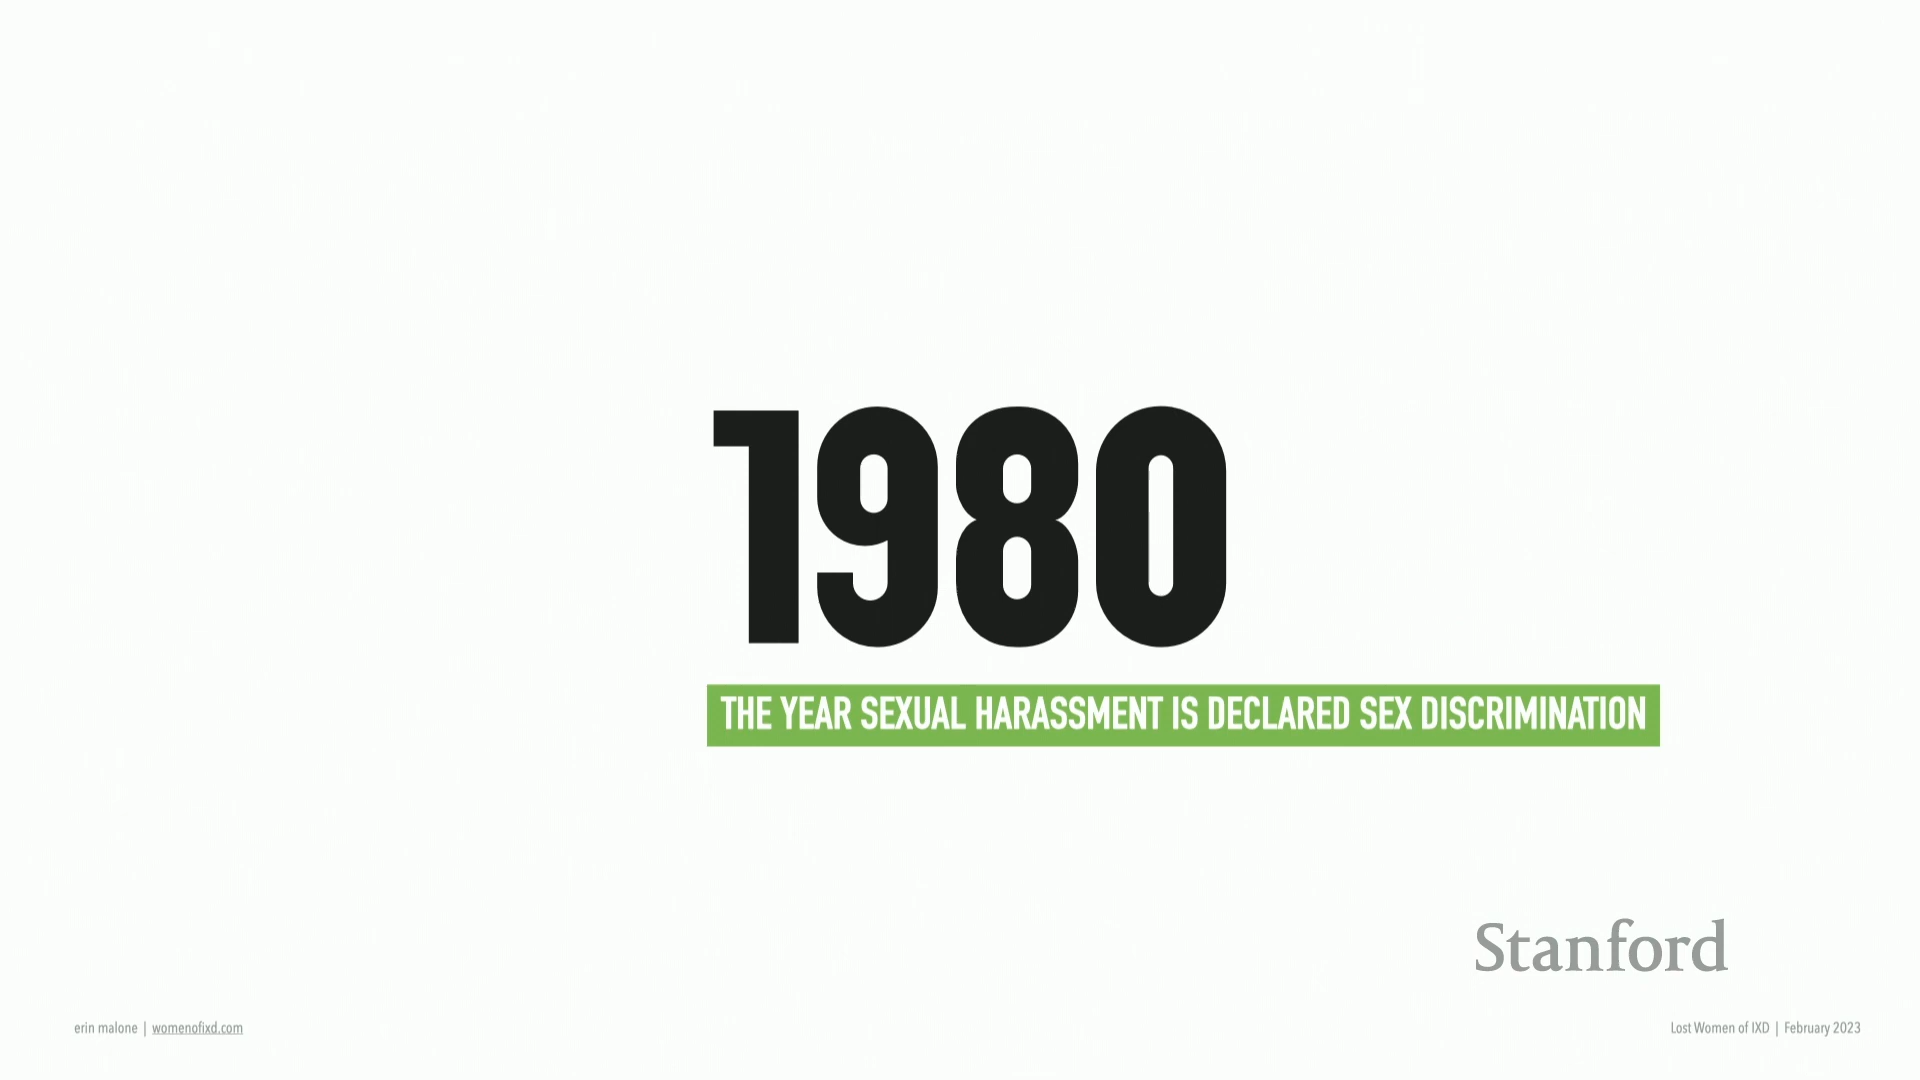 1980
THE YEAR SEXUAL HARASSMENT IS DECLARED SEX DISCRIMINATION
Stanford
erin malone | womenofixd.com
Lost Women of IXD | February 2023